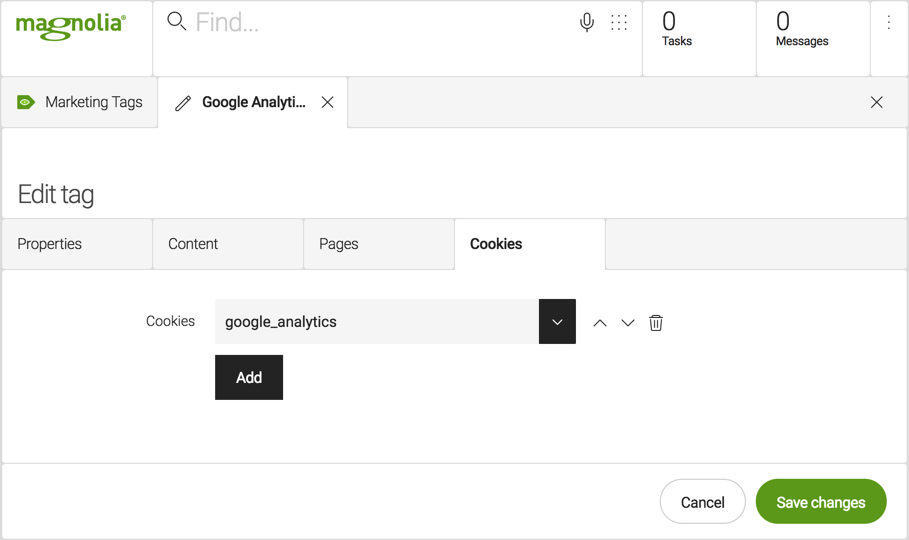 magnolia®
Find...
0
Tasks
0
Messages
Marketing Tags
Google Analyti...
Edit tag
Properties
Content
Pages
Cookies
Cookies
google_analytics
Add
Cancel
Save changes